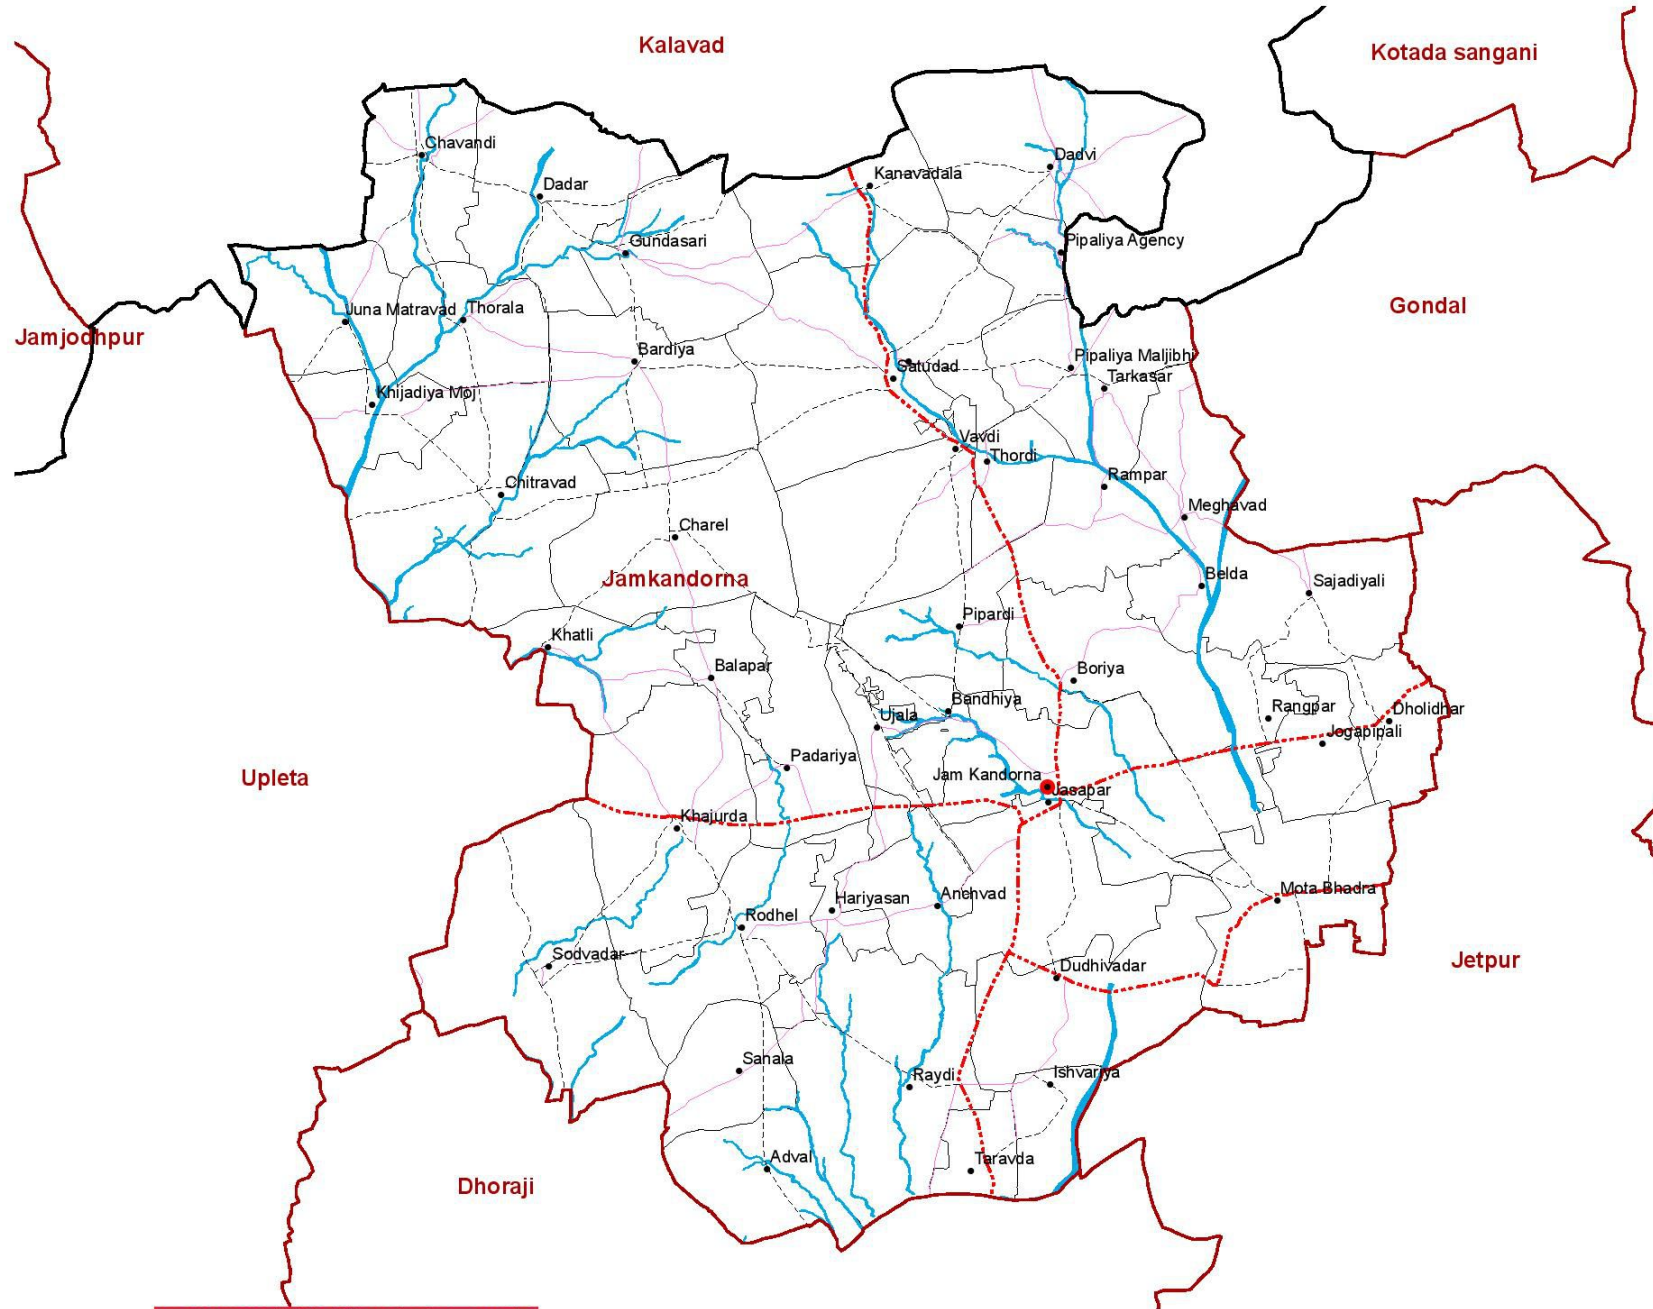 Kalavad
Kotada sangani
Chavandi
Dadvi
Kanavadala
Dadar
Gundasari
Pipaliya Agency
Juna Matravad
Thorala
Gondal
Jamjodhpur
Bardiya
Pipaliya Maljibhi
Satudad
Tarkasar
Khijadiya Moj
Vavdi
Thordi
Rampar
Chitravad
Meghavad
Charel
Jamkandorna
Belda
Sajadiyali
Pipardi
Khatli
Balapar
Boriya
Bandhiya
Rangpar
Dholidhar
Ujala
Jogapipali
Padariya
Upleta
Jam Kandorna
Jasapar
Khajurda
Mota Bhadra
Hariyasan
Anchvad
Rodhel
Sodvadar
Dudhivadar
Jetpur
Sanala
Raydi
Ishvariya
Adval
Taravda
Dhoraji